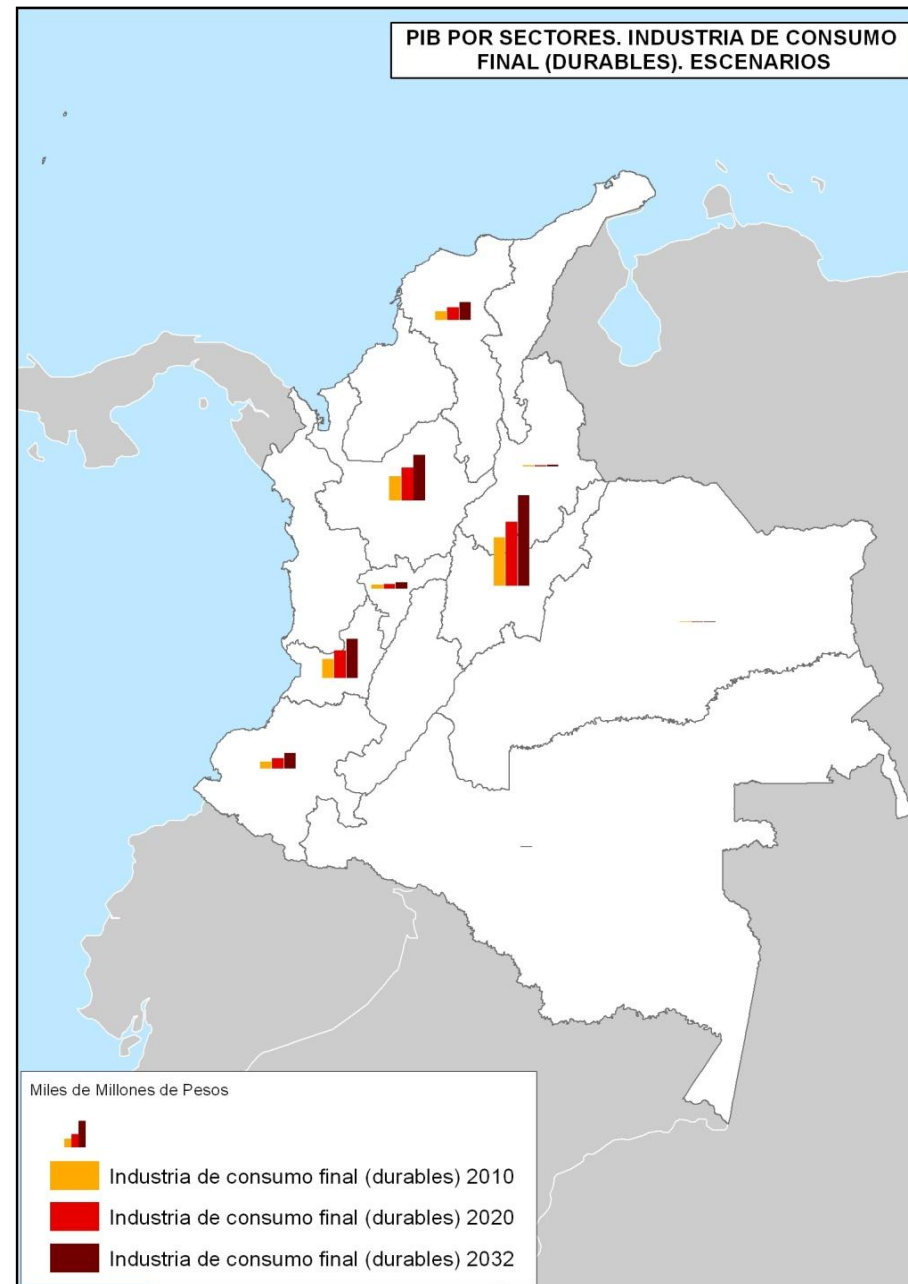 PIB POR SECTORES. INDUSTRIA DE CONSUMO
FINAL (DURABLES). ESCENARIOS
Miles de Millones de Pesos
Industria de consumo final (durables) 2010
Industria de consumo final (durables) 2020
Industria de consumo final (durables) 2032